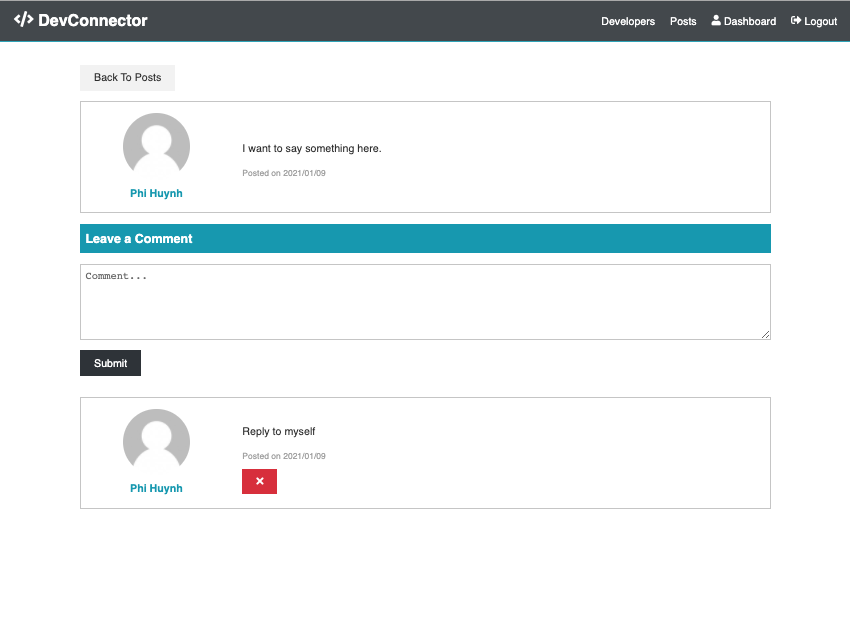 DevConnector
Developers Posts Dashboard Logout
Back To Posts
I want to say something here.
Posted on 2021/01/09
Phi Huynh
Leave a Comment
Comment...
Submit
Reply to myself
Posted on 2021/01/09
Phi Huynh